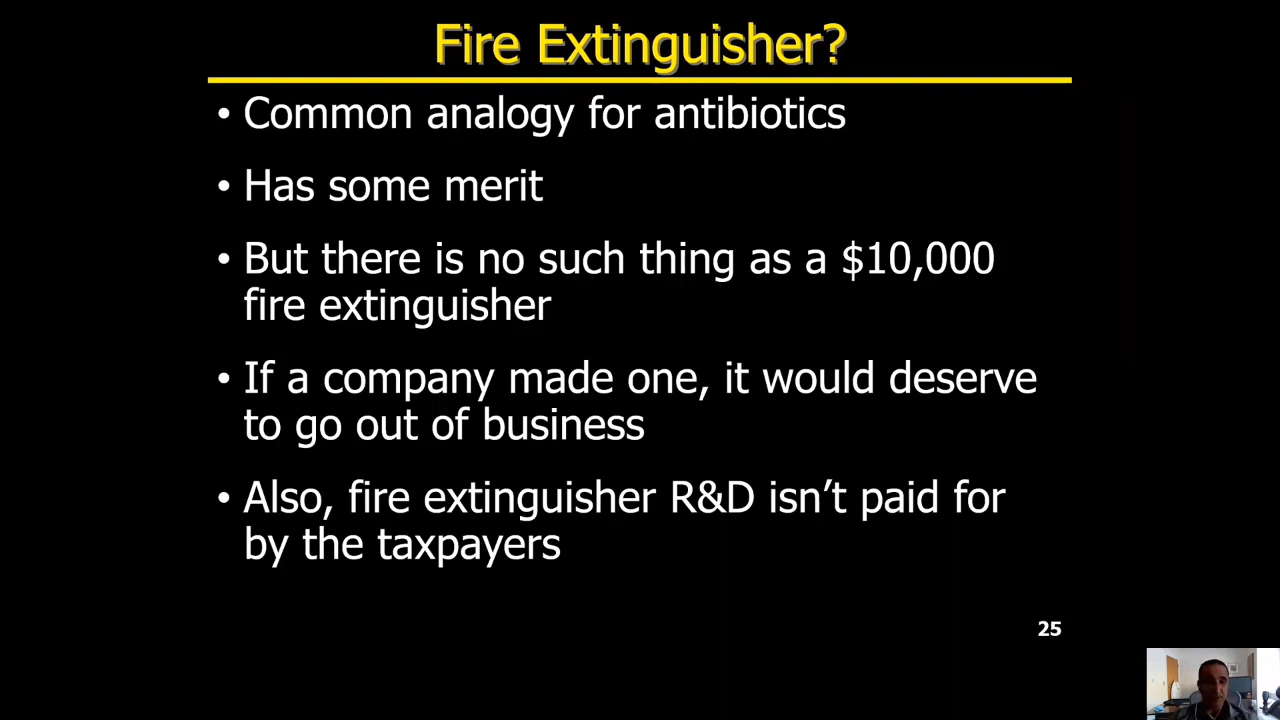 Fire Extinguisher?
• Common analogy for antibiotics
• Has some merit
• But there is no such thing as a $10,000
fire extinguisher
• If a company made one, it would deserve
to go out of business
• Also, fire extinguisher R&D isn’t paid for
by the taxpayers
25